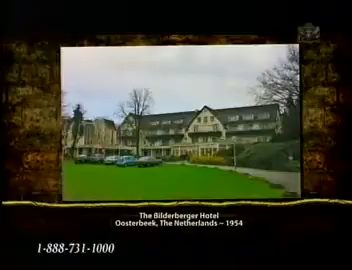 The Bilderberger Hotel
Oosterbeek, The Netherlands ~ 1954
1-888-731-1000